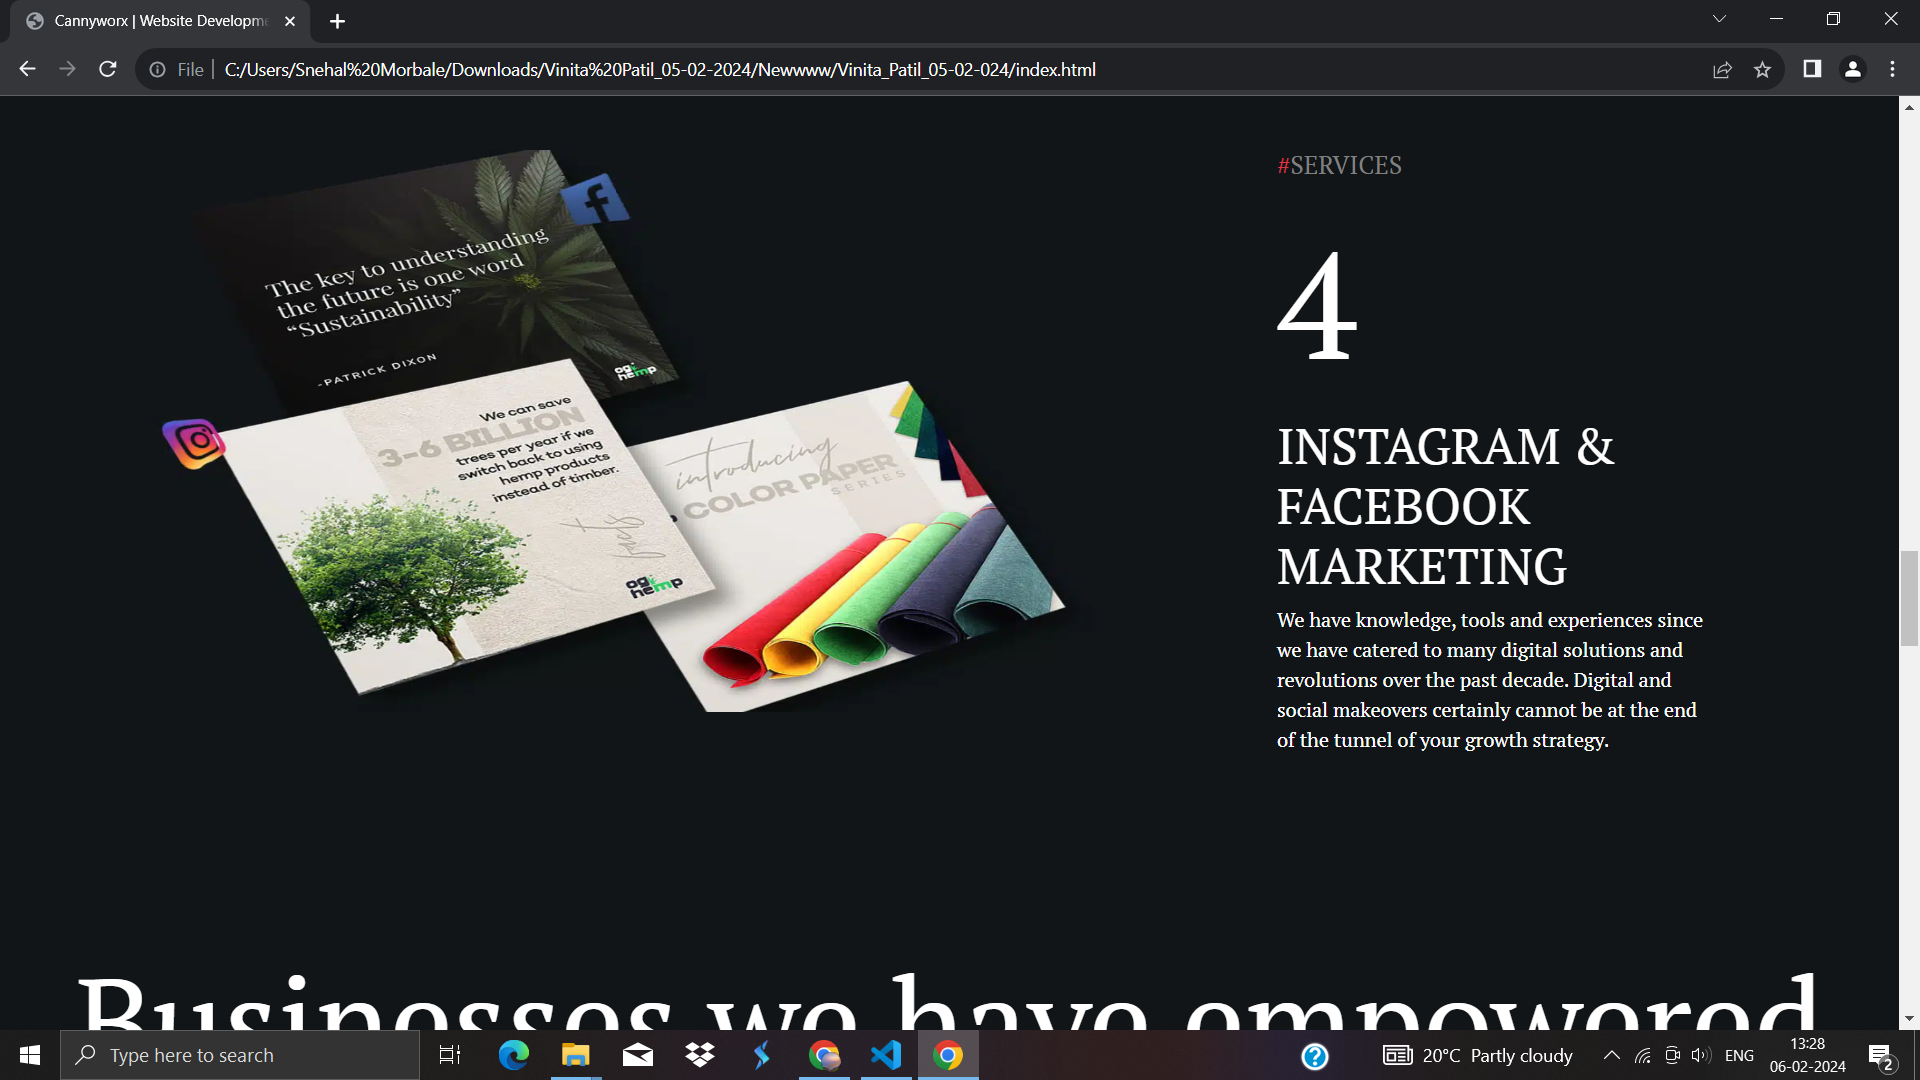 Cannyworx | Website Developm
File
C:/Users/Snehal%20Morbale/Downloads/Vinita%20Patil_05-02-2024/Newwww/Vinita_Patil_05-02-024/index.html
The key to understanding
the future is one word
“Sustainability”
-PATRICK DIXON
og
hemp
We can save
3-6 BILLION
trees per year if we
switch back to using
hemp products
instead of timber.
og
hemp
introducing
COLOR PAPER
SERIES
#SERVICES
4
INSTAGRAM &
FACEBOOK
MARKETING
We have knowledge, tools and experiences since
we have catered to many digital solutions and
revolutions over the past decade. Digital and
social makeovers certainly cannot be at the end
of the tunnel of your growth strategy.
Businesses we have empowered
Type here to search
20°C Partly cloudy
ENG
13:28
06-02-2024
2